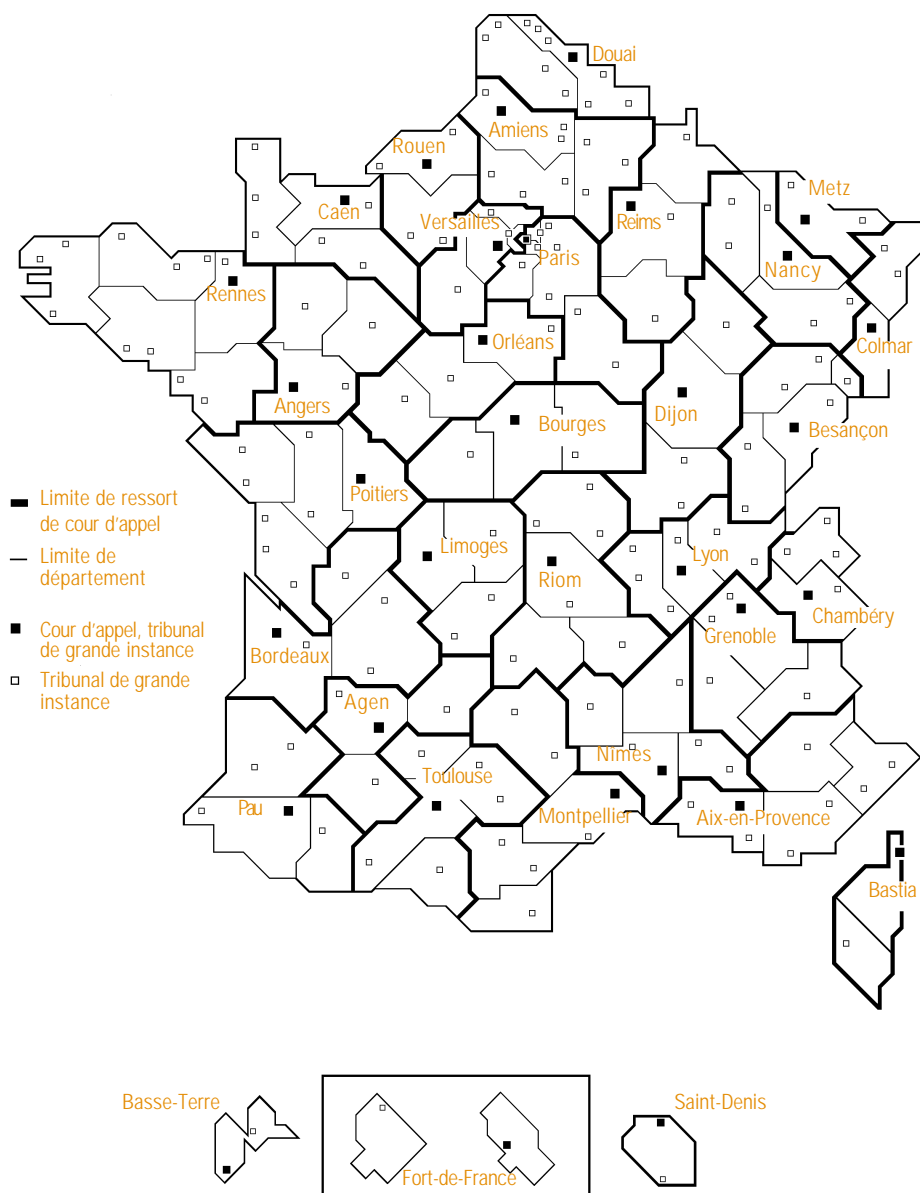 Douai
Amiens
Rouen
Metz
Caen
Versailles
Reims
Paris
Nancy
Rennes
Orléans
Colmar
Angers
Bourges
Dijon
Besançon
Poitiers
Limite de ressort
de cour d'appel
Limite de
département
Limoges
Lyon
Riom
Chambéry
Cour d'appel, tribunal
de grande instance
Grenoble
Bordeaux
Tribunal de grande
instance
Agen
Nîmes
Toulouse
Pau
Montpellier
Aix-en-Provence
Bastia
Basse-Terre
Saint-Denis
Fort-de-France